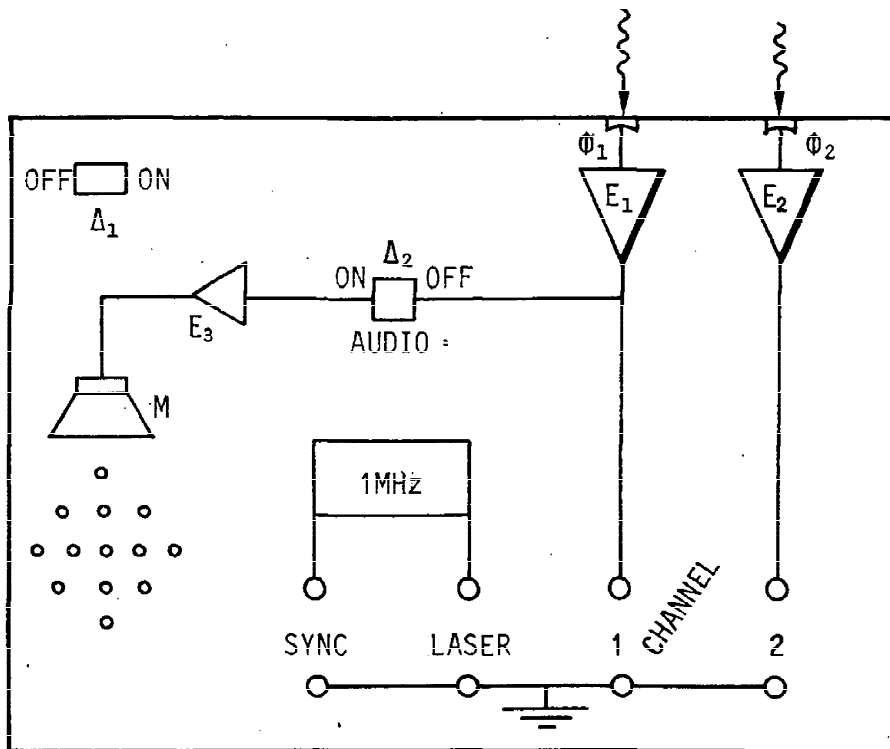 Φ₁ Φ₂
OFF ON
Δ₁
E₁ E₂
Δ₂
ON OFF
E₃
AUDIO
M
1MHz
CHANNEL
SYNC LASER 1 2